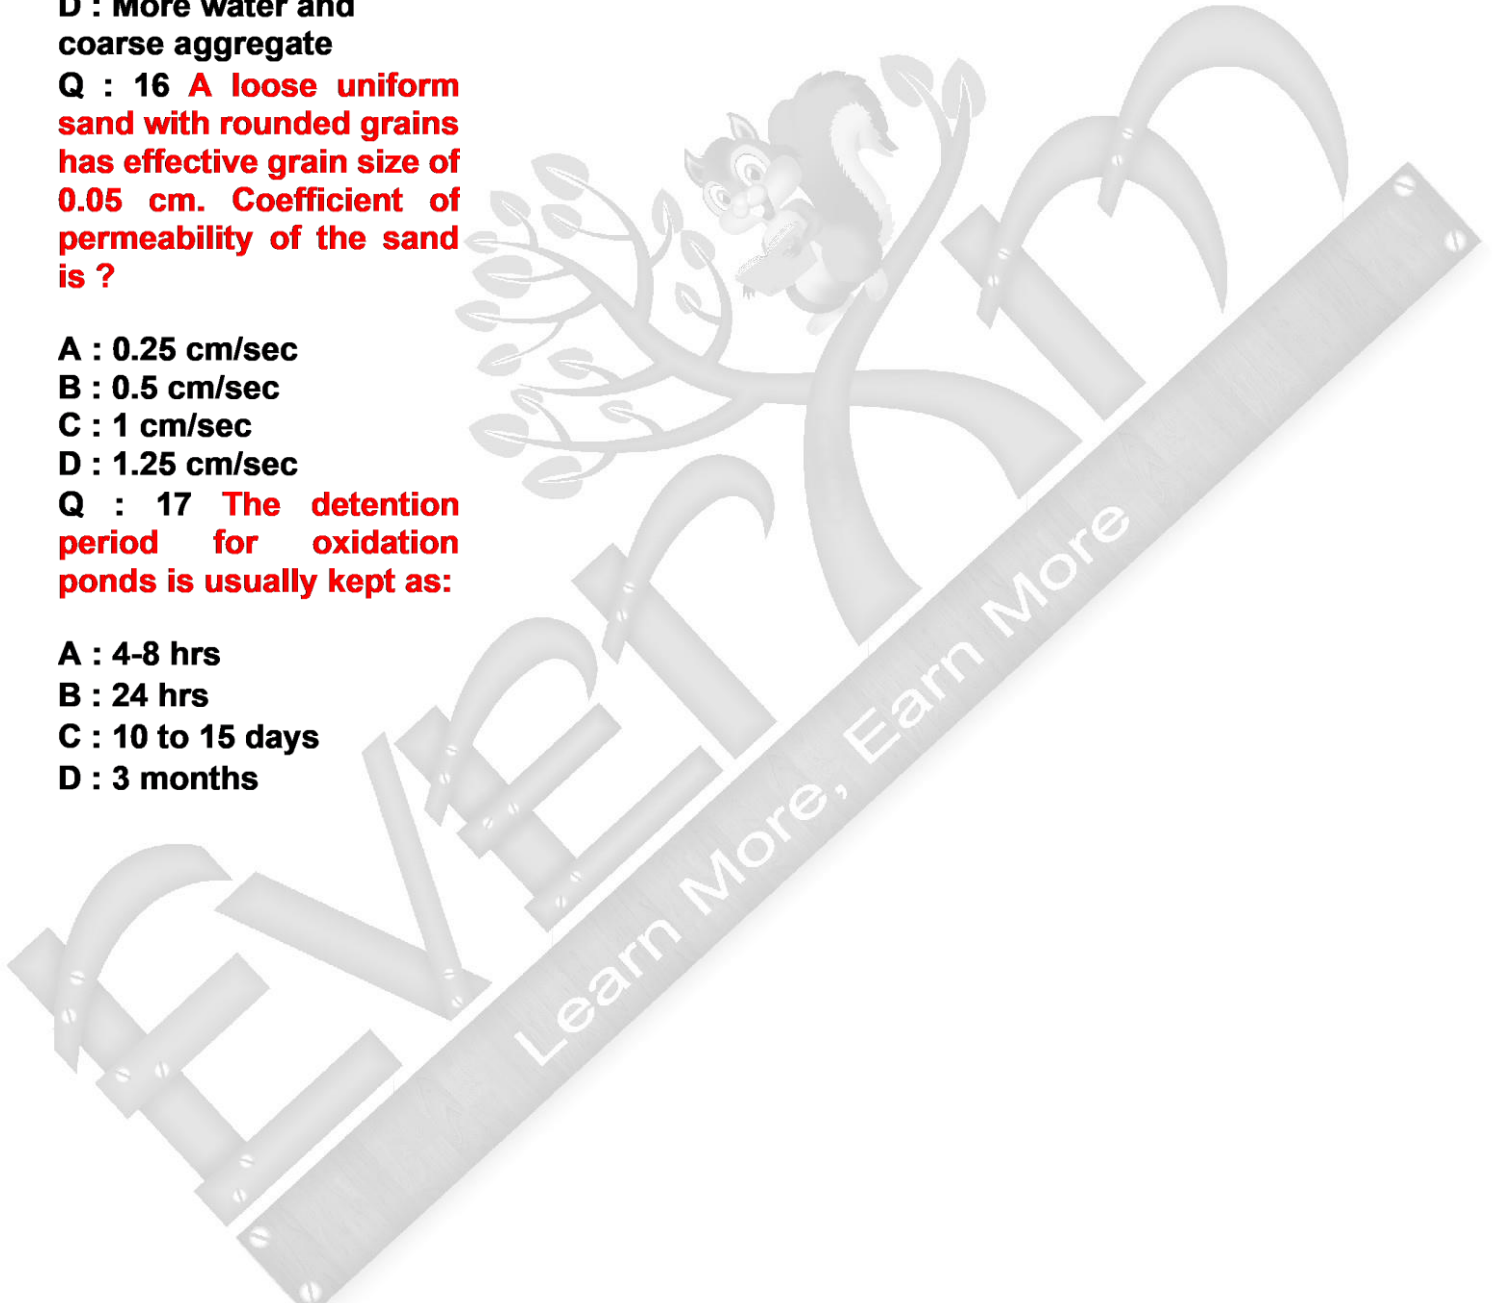 D : More water and
coarse aggregate
Q : 16 A loose uniform
sand with rounded grains
has effective grain size of
0.05 cm. Coefficient of
permeability of the sand
is ?
A : 0.25 cm/sec
B : 0.5 cm/sec
C : 1 cm/sec
D : 1.25 cm/sec
Q : 17 The detention
period for oxidation
ponds is usually kept as:
A : 4-8 hrs
B : 24 hrs
C : 10 to 15 days
D : 3 months
Learn More, Earn More